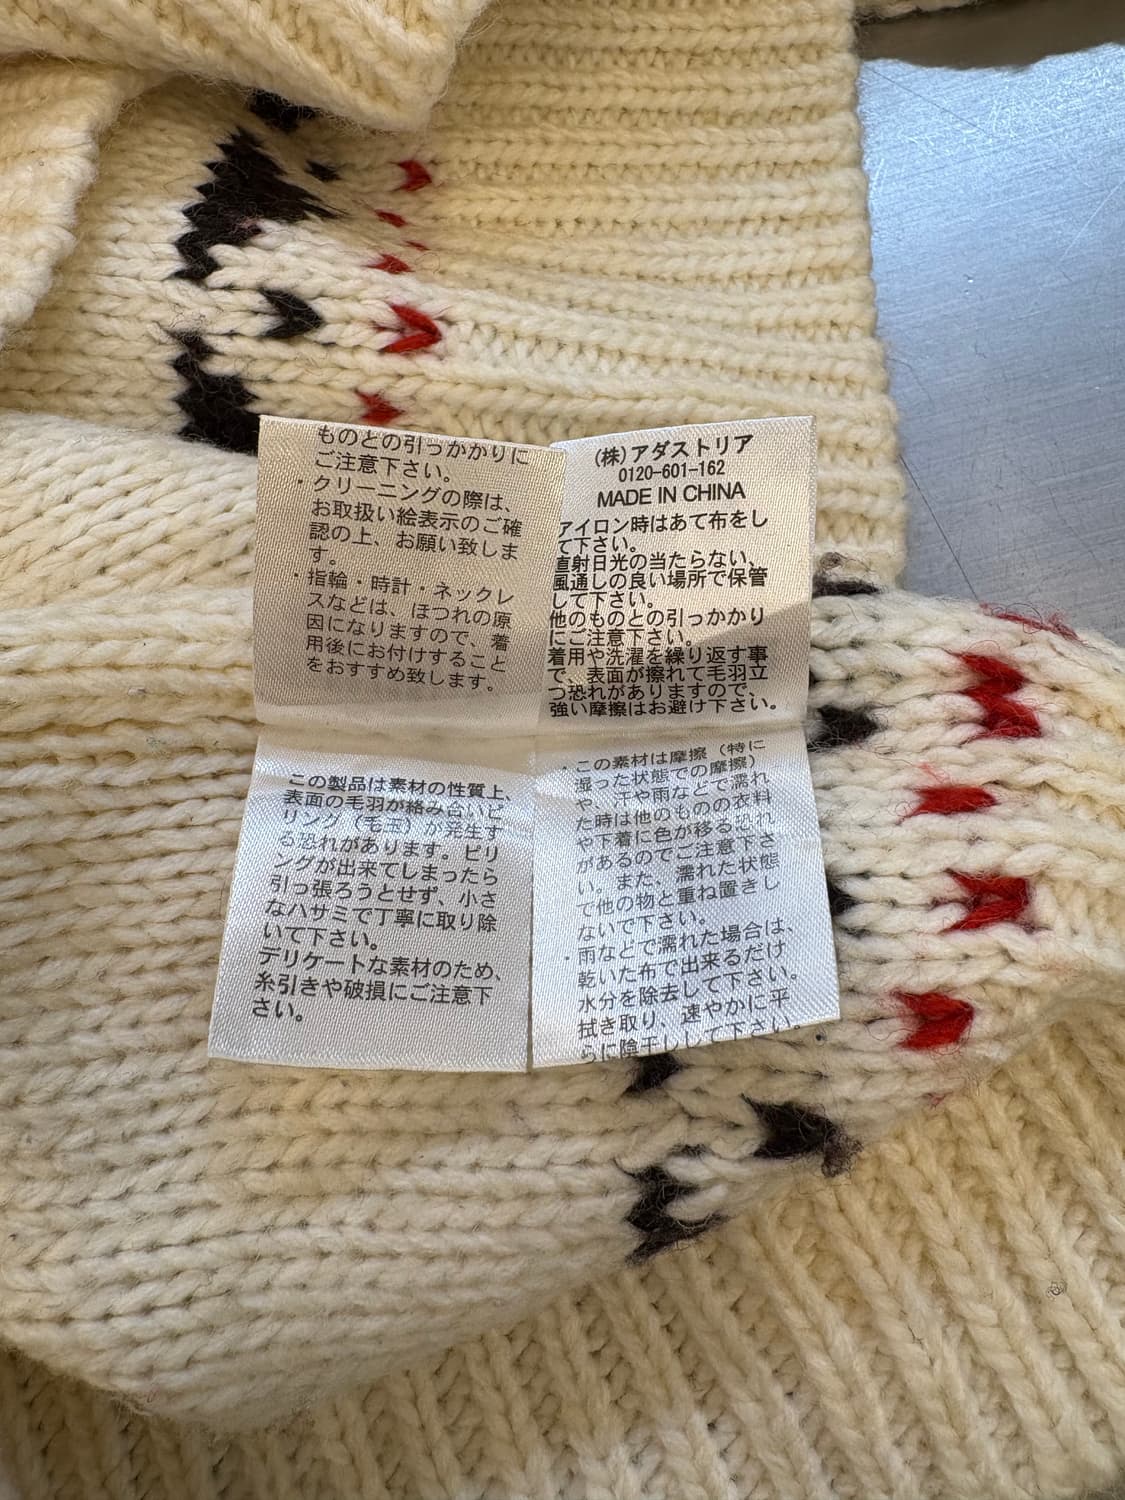 ものとの引っかかりに
ご注意下さい。
・クリーニングの際は、
お取扱い絵表示のご確
認の上、お願い致しま
す。
・指輪・時計・ネックレ
スなどは、ほつれの原
因になりますので、着
用後にお付けすること
をおすすめ致します。
(株)アダストリア
0120-601-162
MADE IN CHINA
アイロン時はあて布をし
て下さい。
直射日光の当たらない、
風通しの良い場所で保管
して下さい。
他のものとの引っかかり
にご注意下さい。
着用や洗濯を繰り返す事
で、表面が擦れて毛羽立
つ恐れがありますので、
強い摩擦はお避け下さい。
この製品は素材の性質上、
表面の毛羽が絡み合いピ
リング（毛玉）が発生す
る恐れがあります。ピリ
ングが出来てしまったら
引っ張ろうとせず、小さ
なハサミで丁寧に取り除
いて下さい。
デリケートな素材のため、
糸引きや破損にご注意下
さい。
・この素材は摩擦（特に
湿った状態での摩擦）
や、汗や雨などで濡れ
た時は他のものの衣料
や下着に色が移る恐れ
があるのでご注意下さ
い。また、濡れた状態
で他の物と重ね置きし
ないで下さい。
・雨などで濡れた場合は、
乾いた布で出来るだけ
水分を除去して下さい。
拭き取り、速やかに平
らに陰干しして下さい。